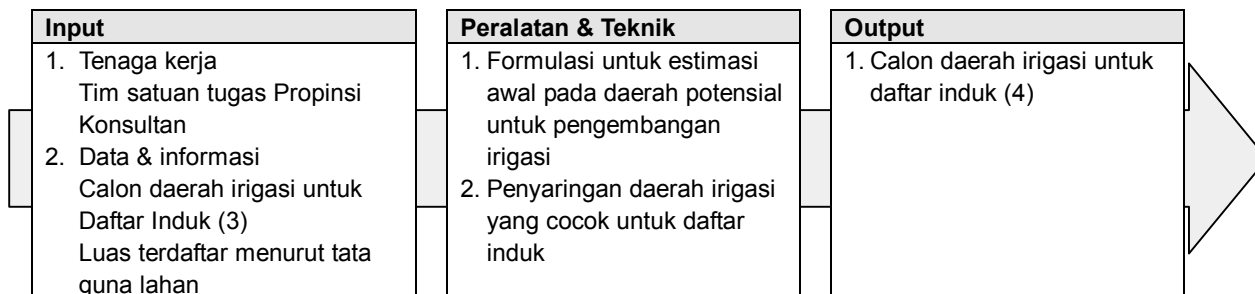 Input
1. Tenaga kerja
Tim satuan tugas Propinsi
Konsultan
2. Data & informasi
Calon daerah irigasi untuk
Daftar Induk (3)
Luas terdaftar menurut tata
guna lahan
Peralatan & Teknik
1. Formulasi untuk estimasi
awal pada daerah potensial
untuk pengembangan
irigasi
2. Penyaringan daerah irigasi
yang cocok untuk daftar
induk
Output
1. Calon daerah irigasi untuk
daftar induk (4)